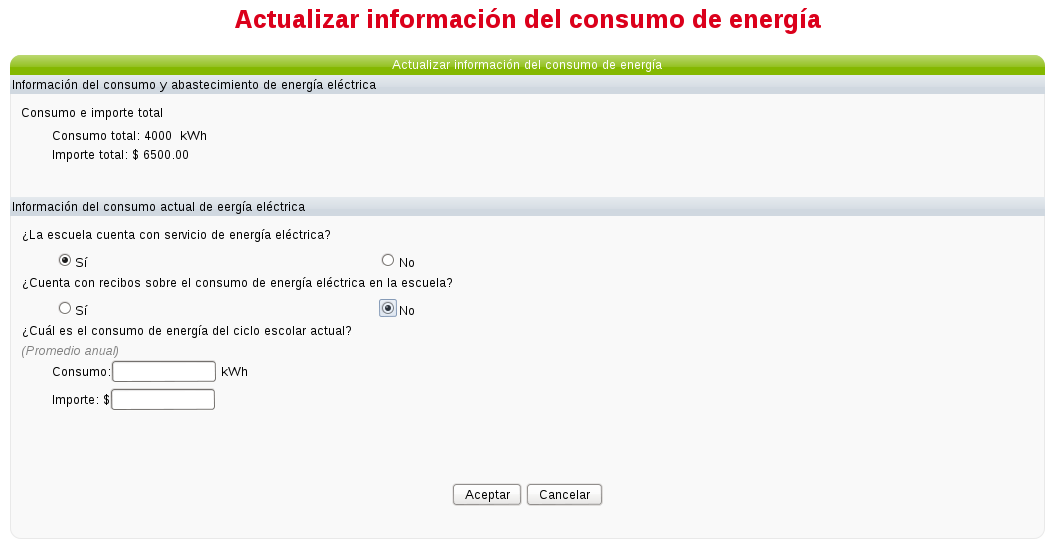 Actualizar información del consumo de energía
Actualizar información del consumo de energía
Información del consumo y abastecimiento de energía eléctrica
Consumo e importe total
Consumo total: 4000 kWh
Importe total: $ 6500.00
Información del consumo actual de eergía eléctrica
¿La escuela cuenta con servicio de energía eléctrica?
Sí No
¿Cuenta con recibos sobre el consumo de energía eléctrica en la escuela?
Sí No
¿Cuál es el consumo de energía del ciclo escolar actual?
(Promedio anual)
Consumo: kWh
Importe: $
Aceptar Cancelar